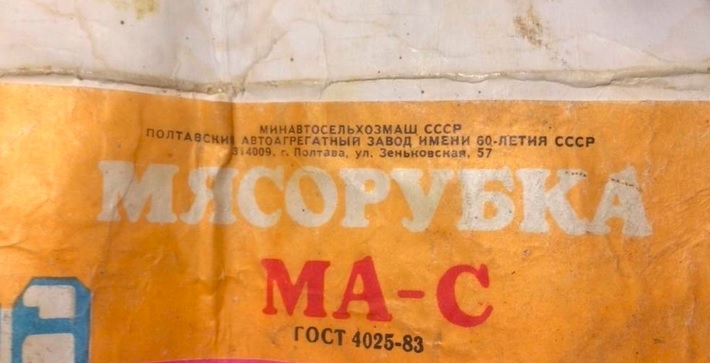 МИНАВТОСЕЛЬХОЗМАШ СССР
ПОЛТАВСКИЙ АВТОАГРЕГАТНЫЙ ЗАВОД ИМЕНИ 60-ЛЕТИЯ СССР
314009, г. Полтава, ул. Зеньковская, 57
МЯСОРУБКА
МА-С
ГОСТ 4025-83